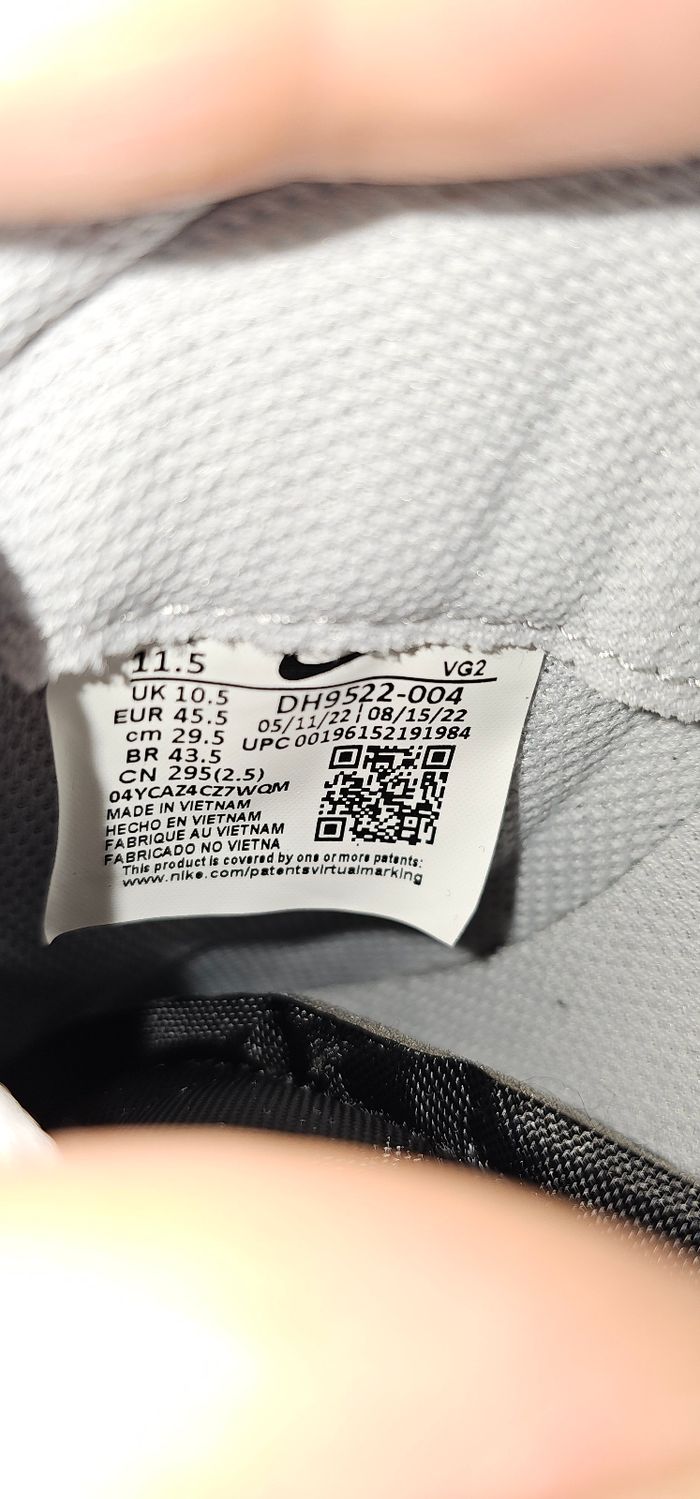 11.5
VG2
UK 10.5
DH9522-004
EUR 45.5
05/11/22 | 08/15/22
cm 29.5
UPC 00196152191984
BR 43.5
CN 295(2.5)
04YCAZ4CZ7WQM
MADE IN VIETNAM
HECHO EN VIETNAM
FABRIQUE AU VIETNAM
FABRICADO NO VIETNA
This product is covered by one or more patents:
www.nike.com/patentsvirtualmarking